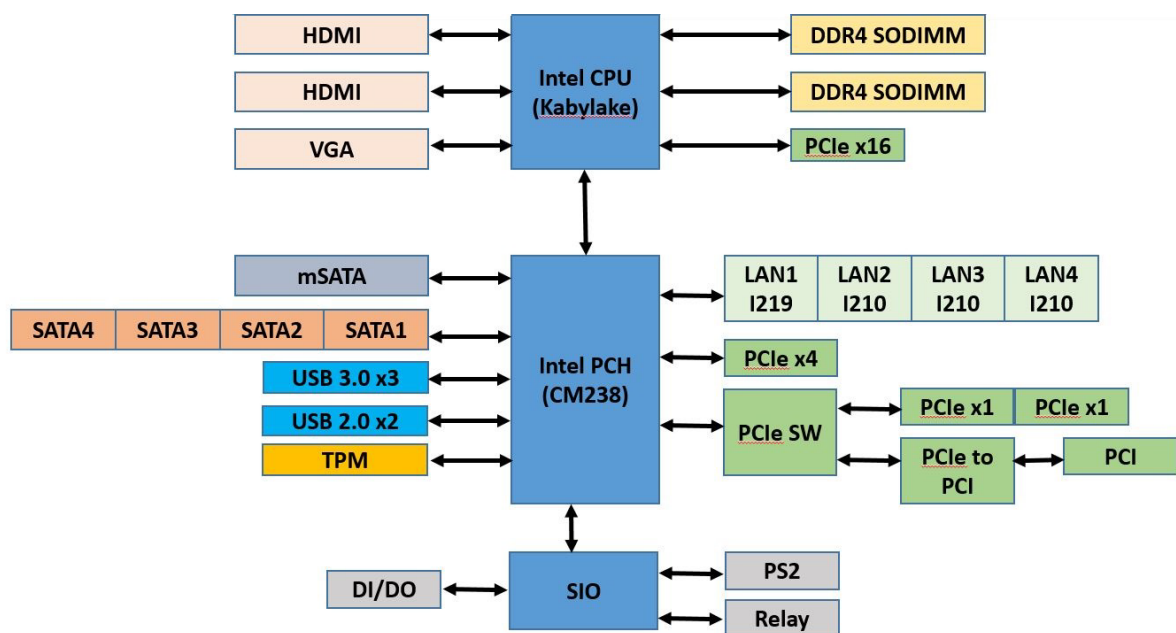 HDMI
HDMI
VGA
Intel CPU
(Kabylake)
DDR4 SODIMM
DDR4 SODIMM
PCIe x16
mSATA
SATA4 SATA3 SATA2 SATA1
USB 3.0 x3
USB 2.0 x2
TPM
Intel PCH
(CM238)
LAN1 LAN2 LAN3 LAN4
I219 I210 I210 I210
PCIe x4
PCIe SW
PCIe x1 PCIe x1
PCIe to
PCI
PCI
DI/DO
SIO
PS2
Relay